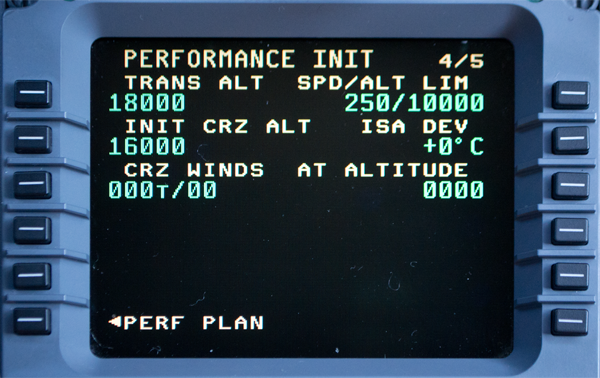 PERFORMANCE INIT 4/5
TRANS ALT SPD/ALT LIM
18000 250/10000
INIT CRZ ALT ISA DEV
16000 +0°C
CRZ WINDS AT ALTITUDE
000T/00 0000
◄PERF PLAN